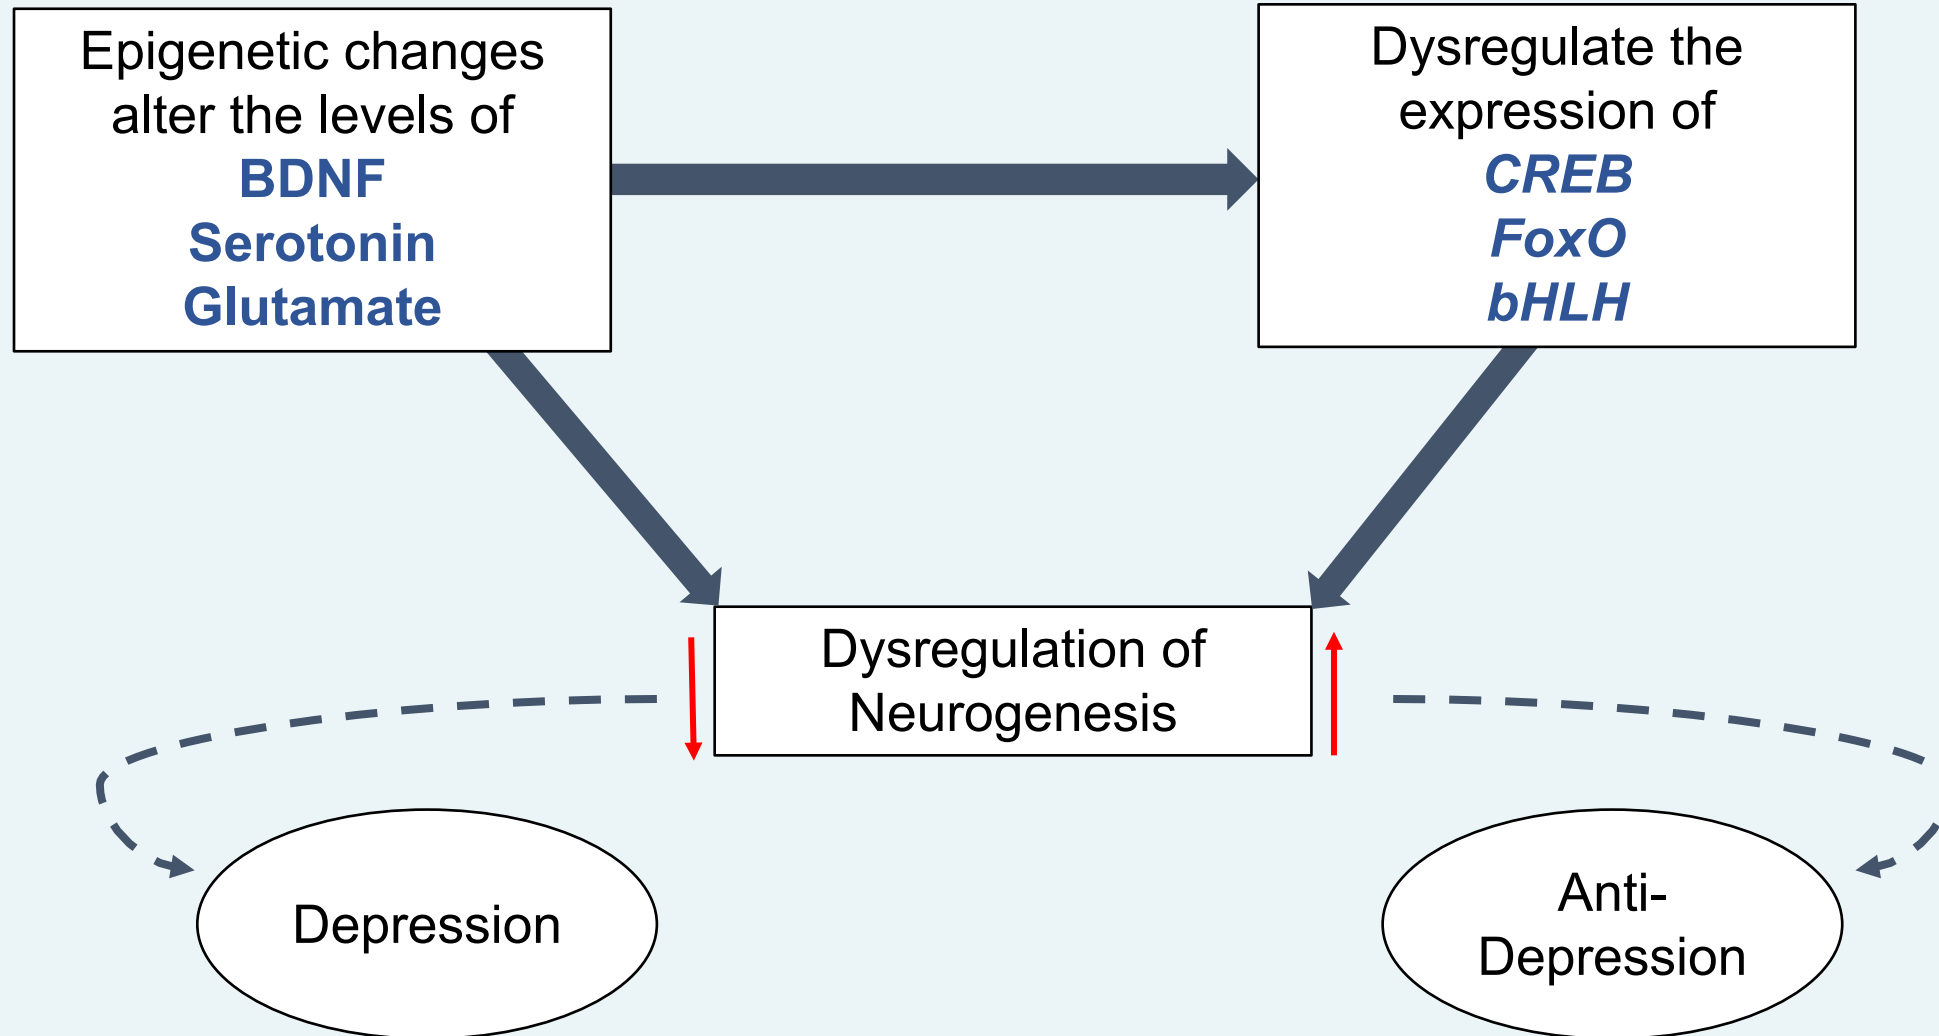 Epigenetic changes
alter the levels of
BDNF
Serotonin
Glutamate
Dysregulate the
expression of
CREB
FoxO
bHLH
Dysregulation of
Neurogenesis
Depression
Anti-
Depression